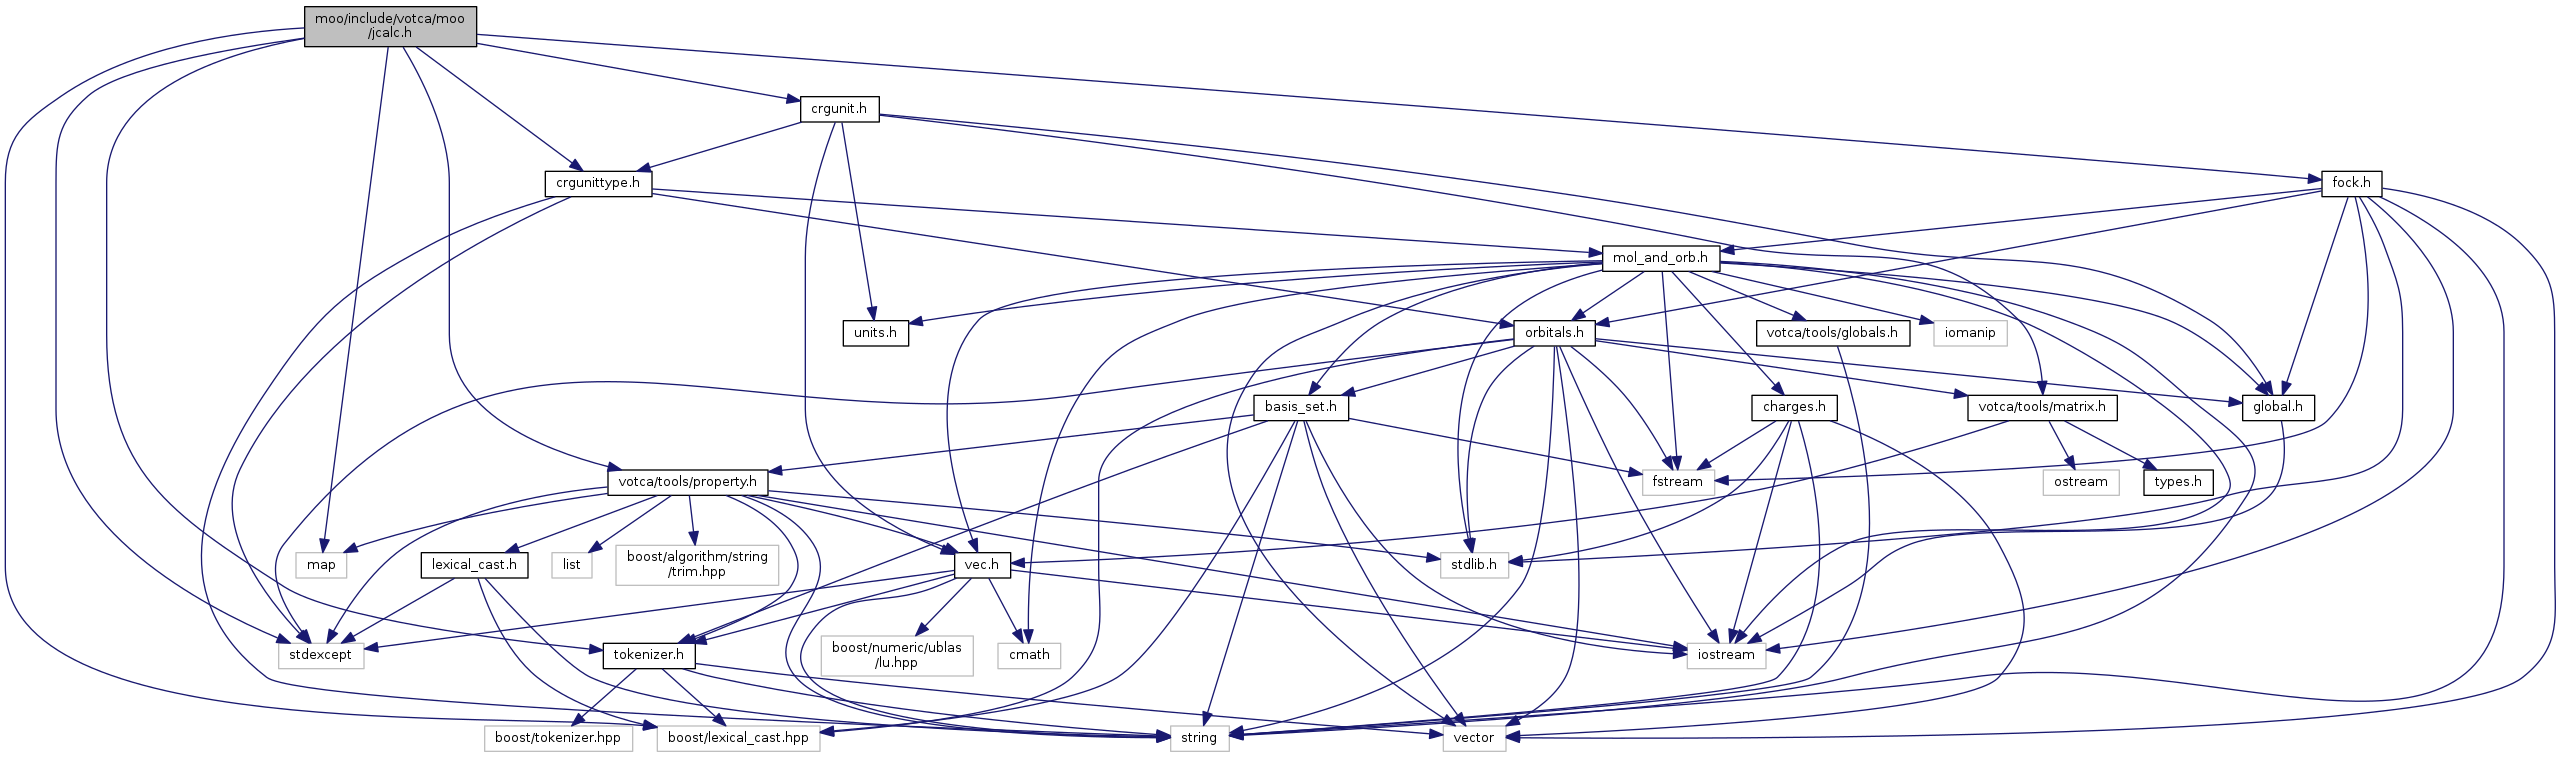 moo/include/votca/moo
/jcalc.h
crgunit.h
crgunittype.h
fock.h
mol_and_orb.h
units.h
orbitals.h
votca/tools/globals.h
iomanip
basis_set.h
charges.h
votca/tools/matrix.h
global.h
votca/tools/property.h
fstream
ostream
types.h
map
lexical_cast.h
list
boost/algorithm/string
/trim.hpp
vec.h
stdlib.h
stdexcept
tokenizer.h
boost/numeric/ublas
/lu.hpp
cmath
iostream
boost/tokenizer.hpp
boost/lexical_cast.hpp
string
vector